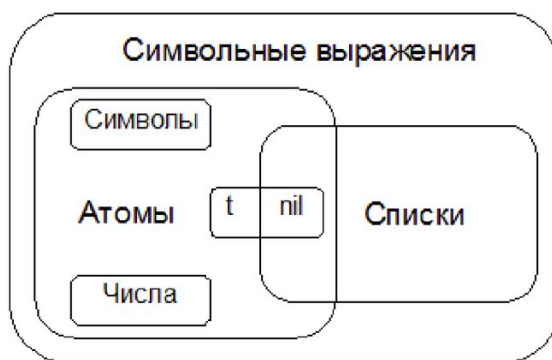 Символьные выражения
Символы
Атомы
t
nil
Списки
Числа